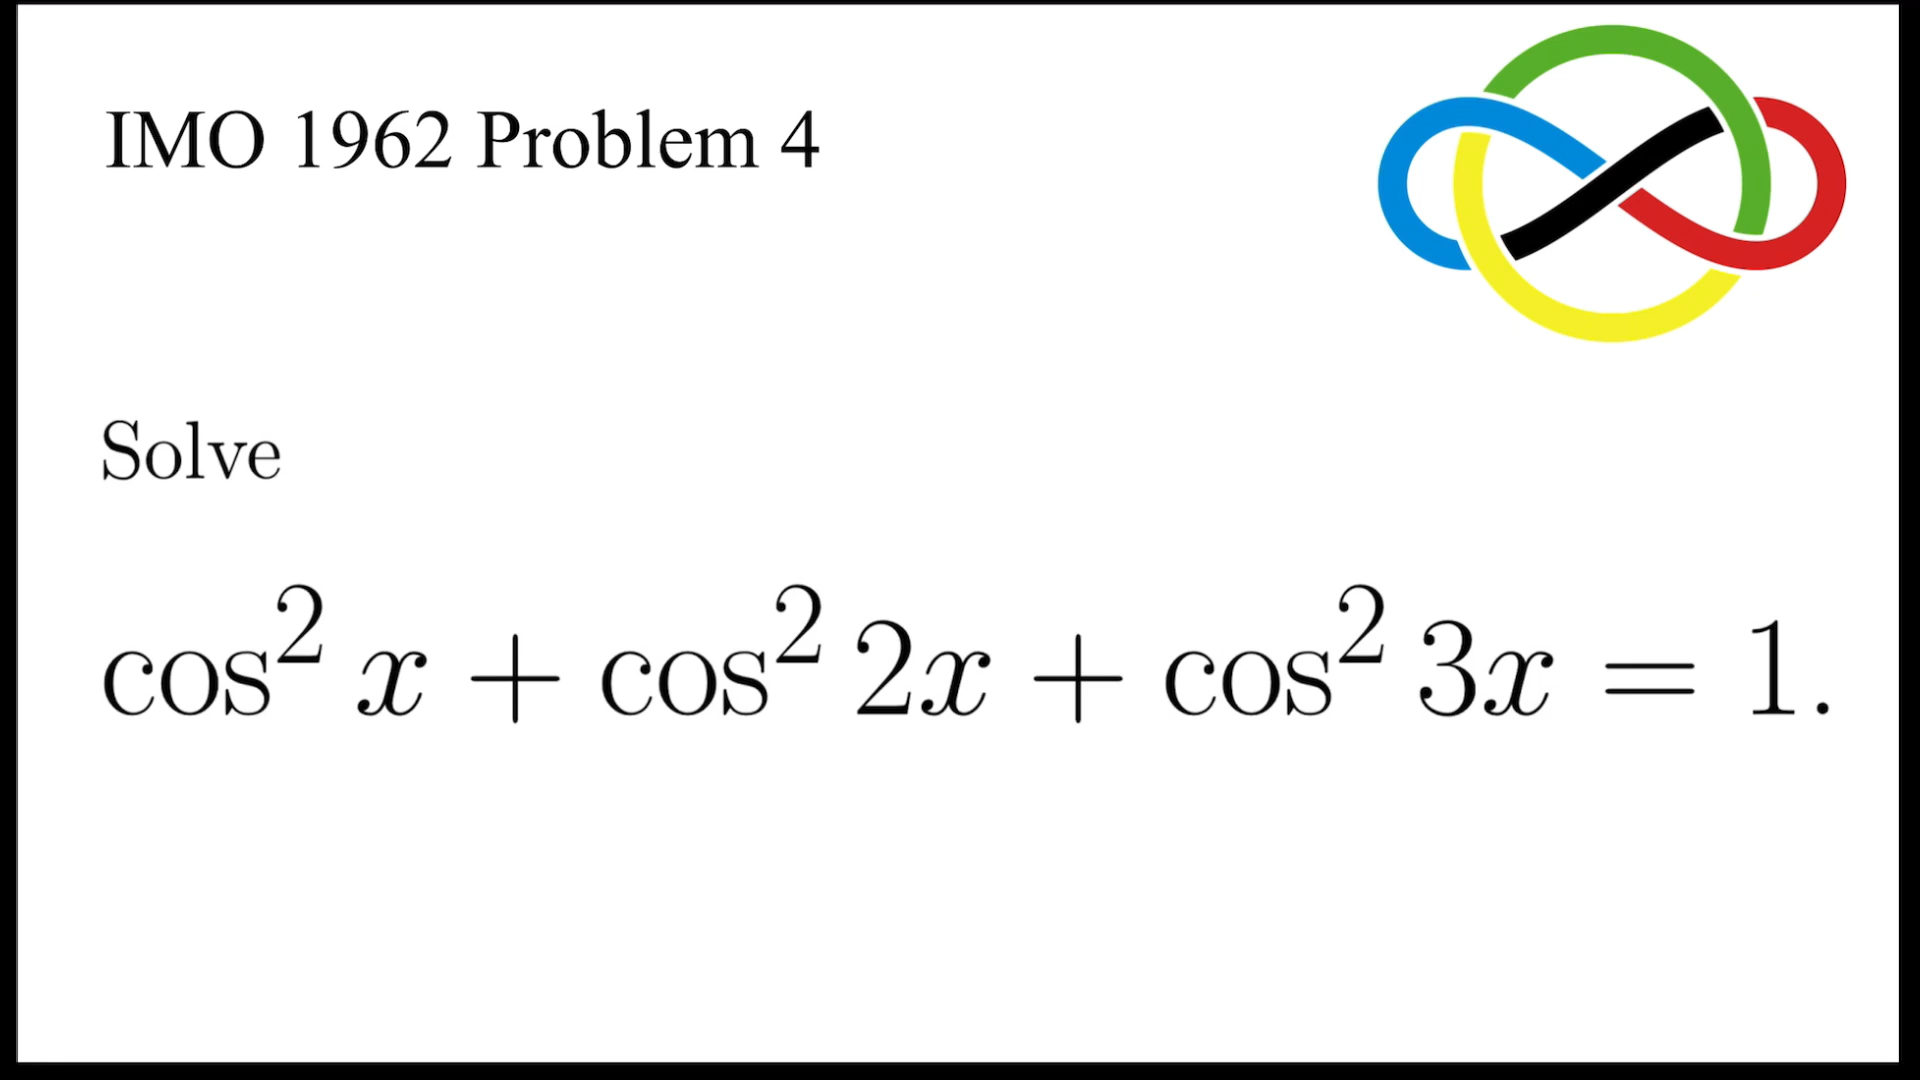 IMO 1962 Problem 4
Solve
cos² x + cos² 2x + cos² 3x = 1.